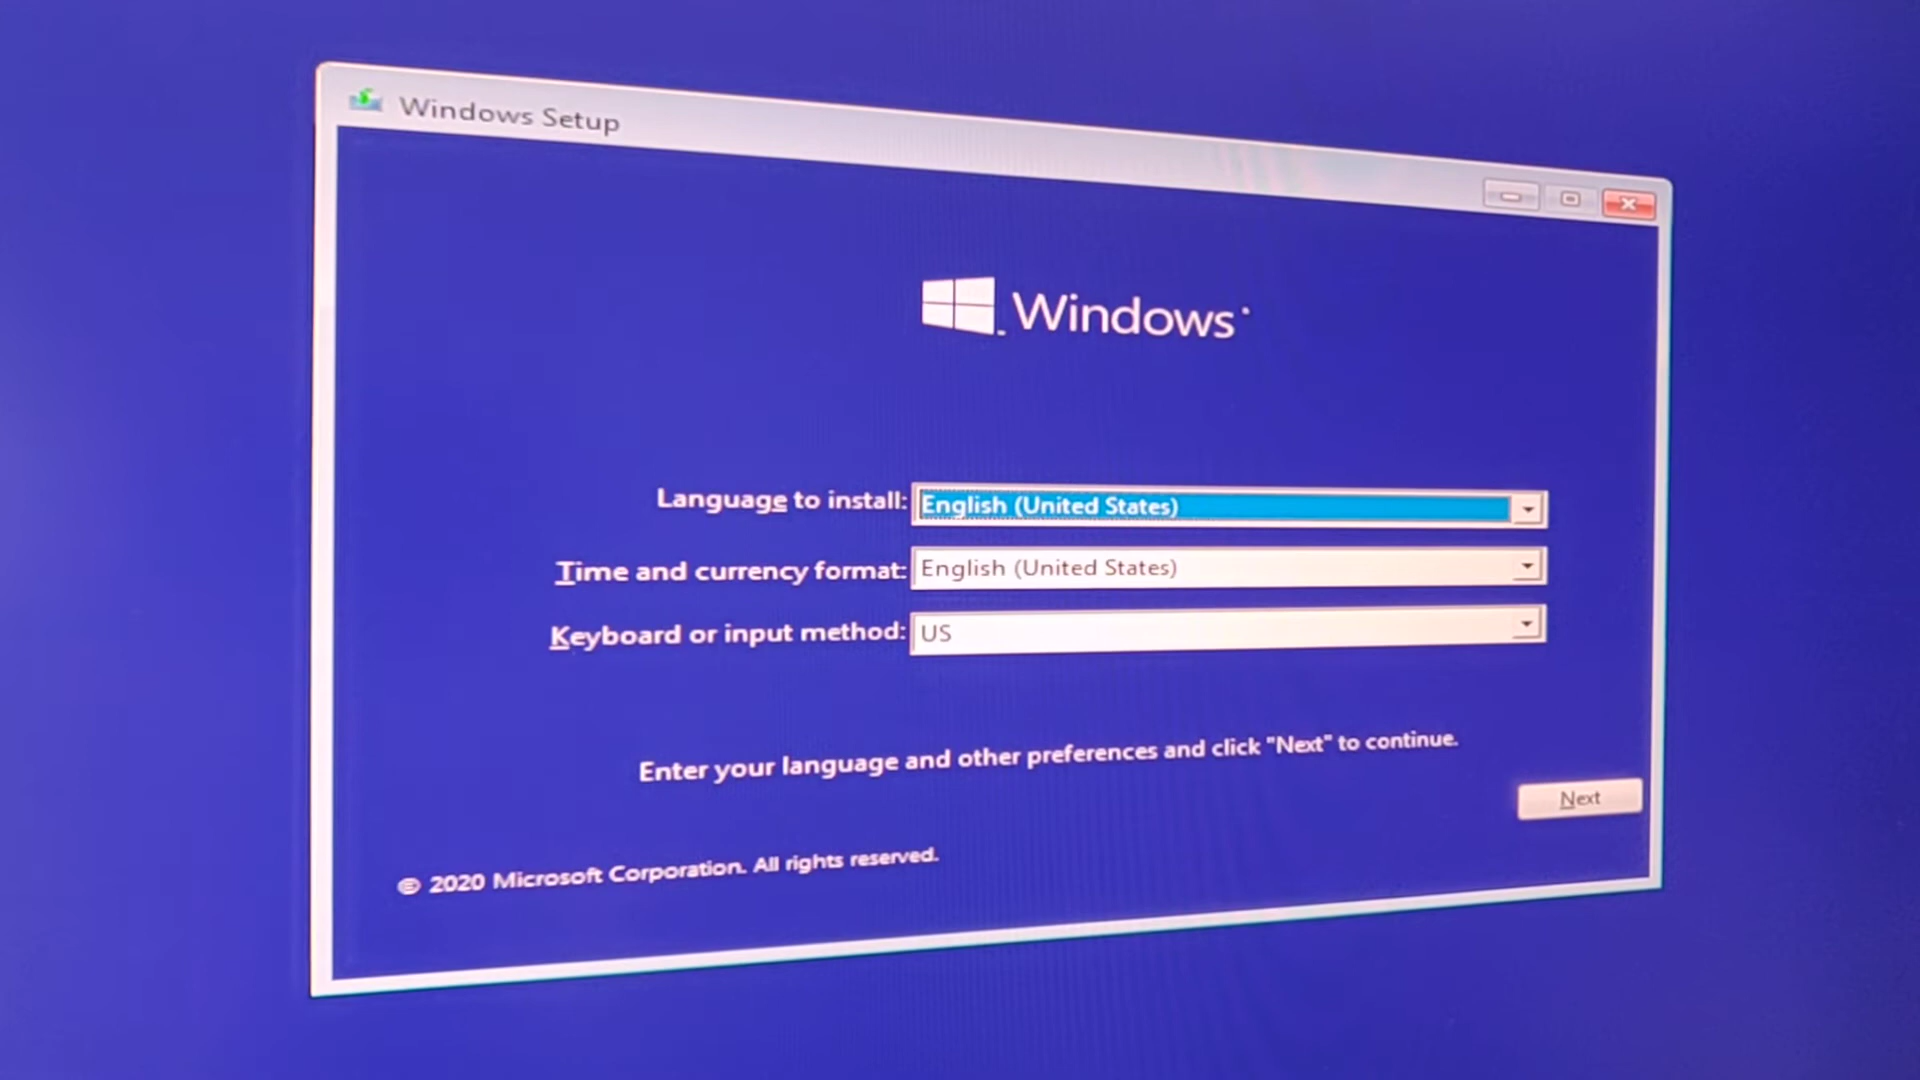 Windows Setup
Windows
Language to install: English (United States)
Time and currency format: English (United States)
Keyboard or input method: US
Enter your language and other preferences and click "Next" to continue.
Next
© 2020 Microsoft Corporation. All rights reserved.